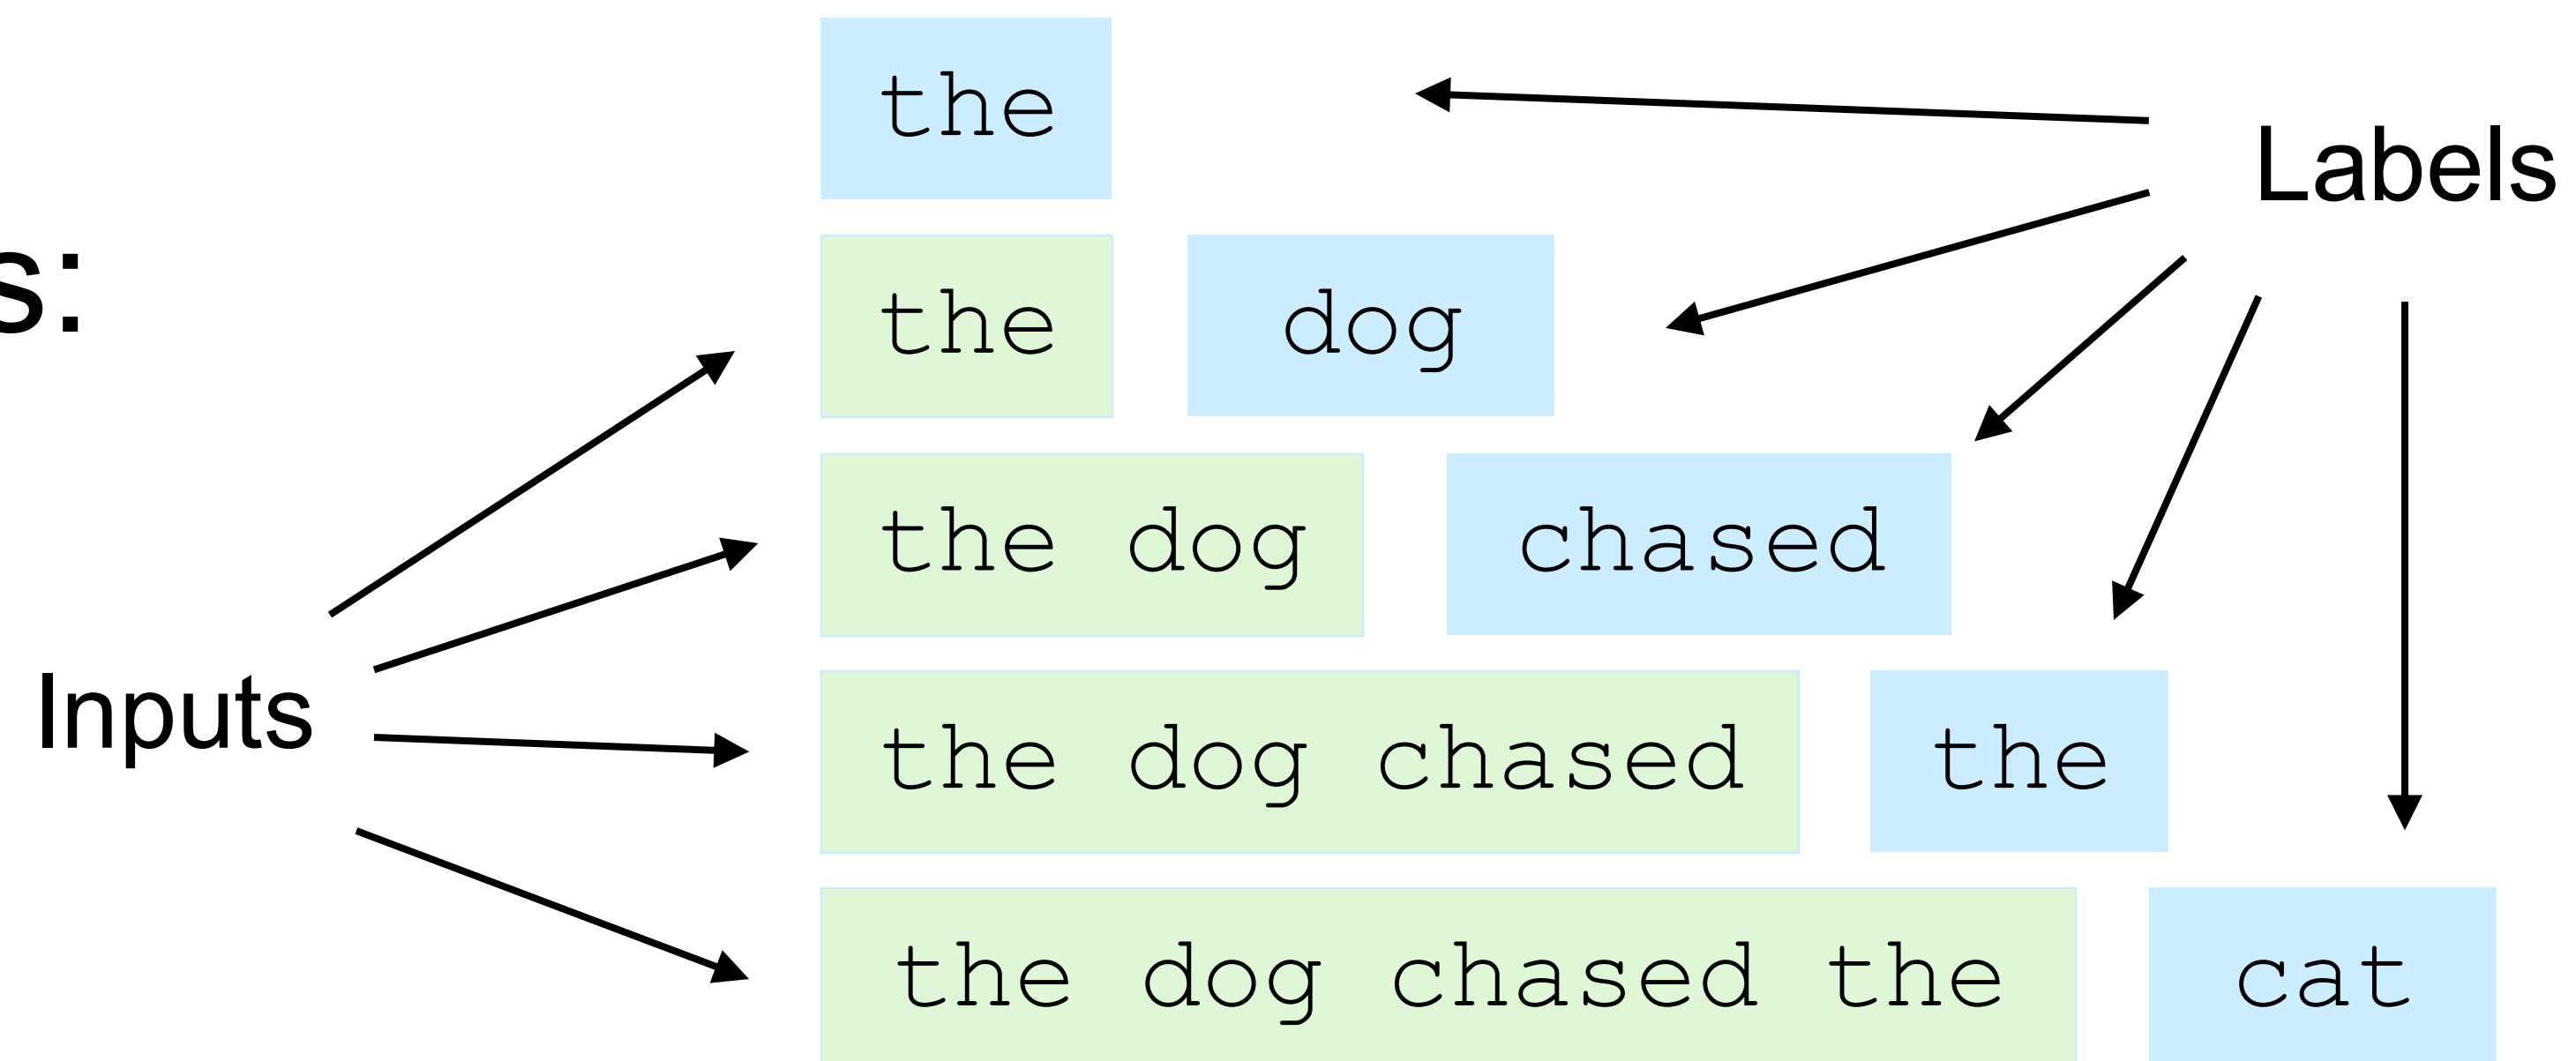 the
Labels
s:
the dog
the dog chased
Inputs
the dog chased the
the dog chased the cat